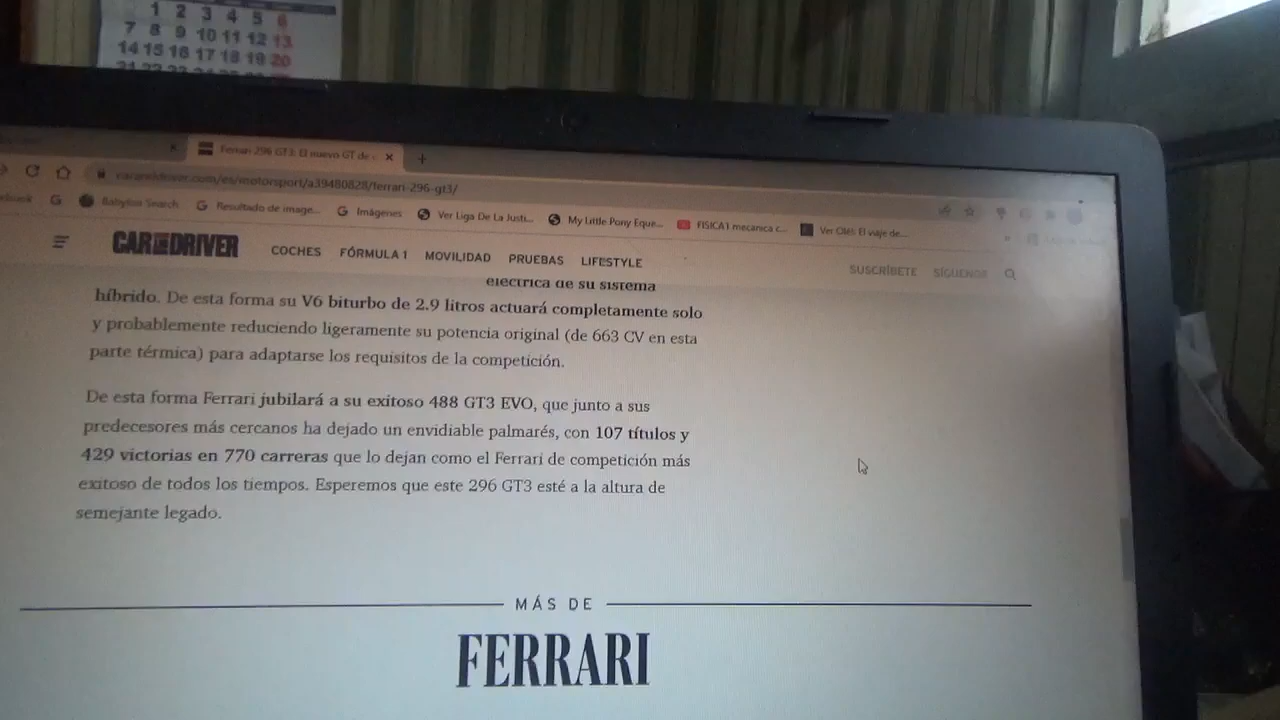 1 2 3 4 5 6
7 8 9 10 11 12 13
14 15 16 17 18 19 20
Ferrari 296 GT3: El nuevo GT de
caranddriver.com/es/motorsport/a39480828/ferrari-296-gt3/
ebook
Babylon Search
Resultado de image...
Imágenes
Ver Liga De La Justi...
My Little Pony Eque...
FISICA I mecanica c...
Ver Olés El viaje de...
CAR AND DRIVER
COCHES
FÓRMULA 1
MOVILIDAD
PRUEBAS
LIFESTYLE
SUSCRÍBETE
SÍGUENOS
eléctrica de su sistema
híbrido. De esta forma su V6 biturbo de 2.9 litros actuará completamente solo
y probablemente reduciendo ligeramente su potencia original (de 663 CV en esta
parte térmica) para adaptarse los requisitos de la competición.
De esta forma Ferrari jubilará a su exitoso 488 GT3 EVO, que junto a sus
predecesores más cercanos ha dejado un envidiable palmarés, con 107 títulos y
429 victorias en 770 carreras que lo dejan como el Ferrari de competición más
exitoso de todos los tiempos. Esperemos que este 296 GT3 esté a la altura de
semejante legado.
MÁS DE
FERRARI